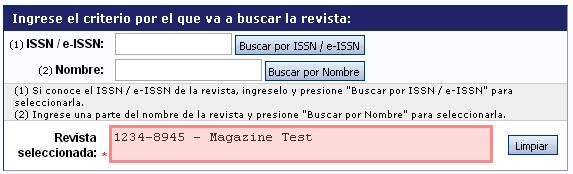 Ingrese el criterio por el que va a buscar la revista:
(1) ISSN / e-ISSN: Buscar por ISSN / e-ISSN
(2) Nombre: Buscar por Nombre
(1) Si conoce el ISSN / e-ISSN de la revista, ingreselo y presione "Buscar por ISSN / e-ISSN" para
seleccionarla.
(2) Ingrese una parte del nombre de la revista y presione "Buscar por Nombre" para seleccionarla.
Revista
seleccionada: * 1234-8945 - Magazine Test Limpiar